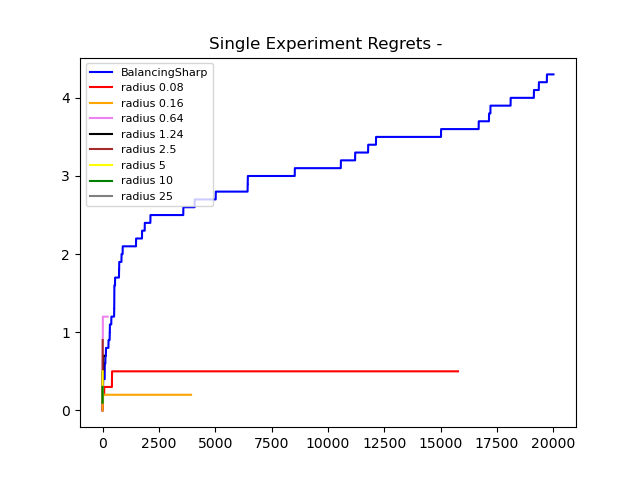 Single Experiment Regrets -
BalancingSharp
radius 0.08
radius 0.16
radius 0.64
radius 1.24
radius 2.5
radius 5
radius 10
radius 25
4
3
2
1
0
0 2500 5000 7500 10000 12500 15000 17500 20000